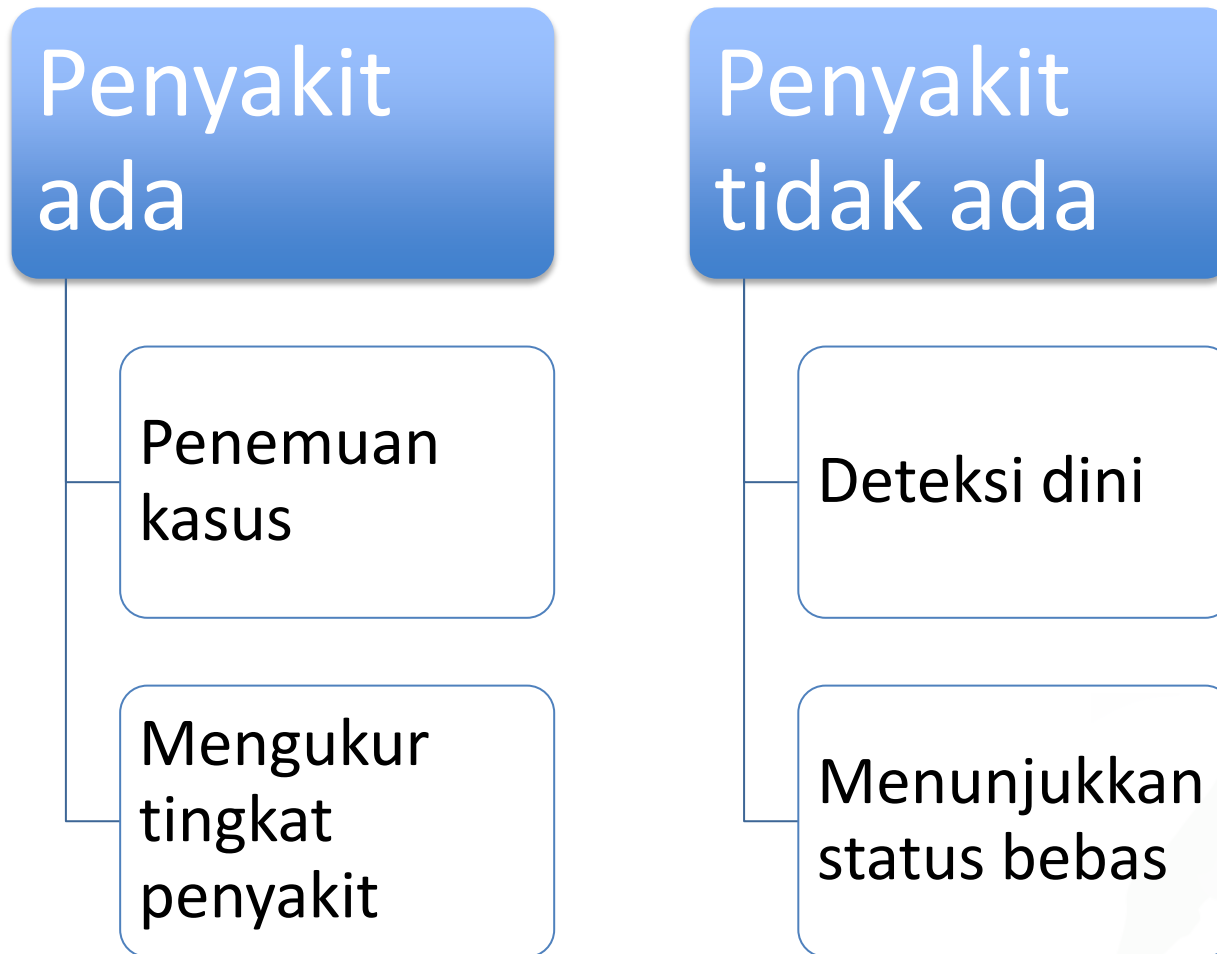 Penyakit
ada
Penemuan
kasus
Mengukur
tingkat
penyakit
Penyakit
tidak ada
Deteksi dini
Menunjukkan
status bebas